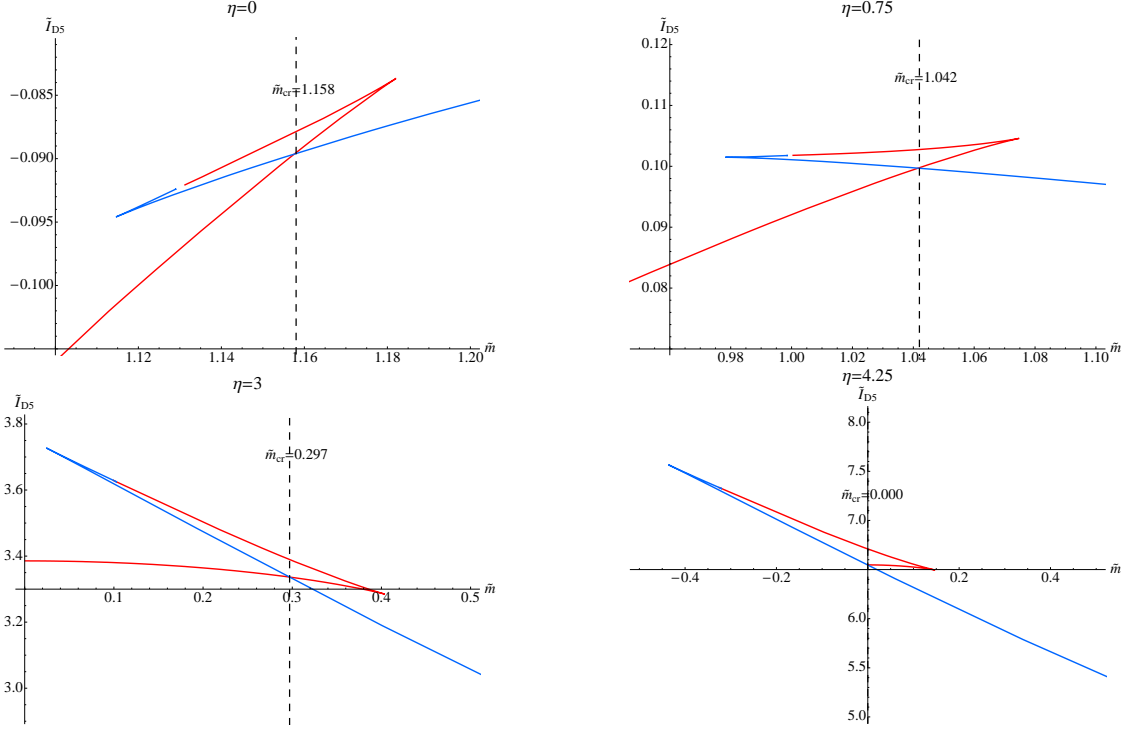 η=0
Ĩ_D5
m̃_cr=1.158
−0.085
−0.090
−0.095
−0.100
1.12
1.14
1.16
1.18
1.20
m̃
η=0.75
Ĩ_D5
0.12
m̃_cr=1.042
0.11
0.10
0.09
0.08
0.98
1.00
1.02
1.04
1.06
1.08
1.10
m̃
η=3
Ĩ_D5
3.8
m̃_cr=0.297
3.6
3.4
3.2
3.0
0.1
0.2
0.3
0.4
0.5
m̃
η=4.25
Ĩ_D5
8.0
7.5
m̃_cr=0.000
7.0
6.0
5.5
5.0
−0.4
−0.2
0.2
0.4
m̃